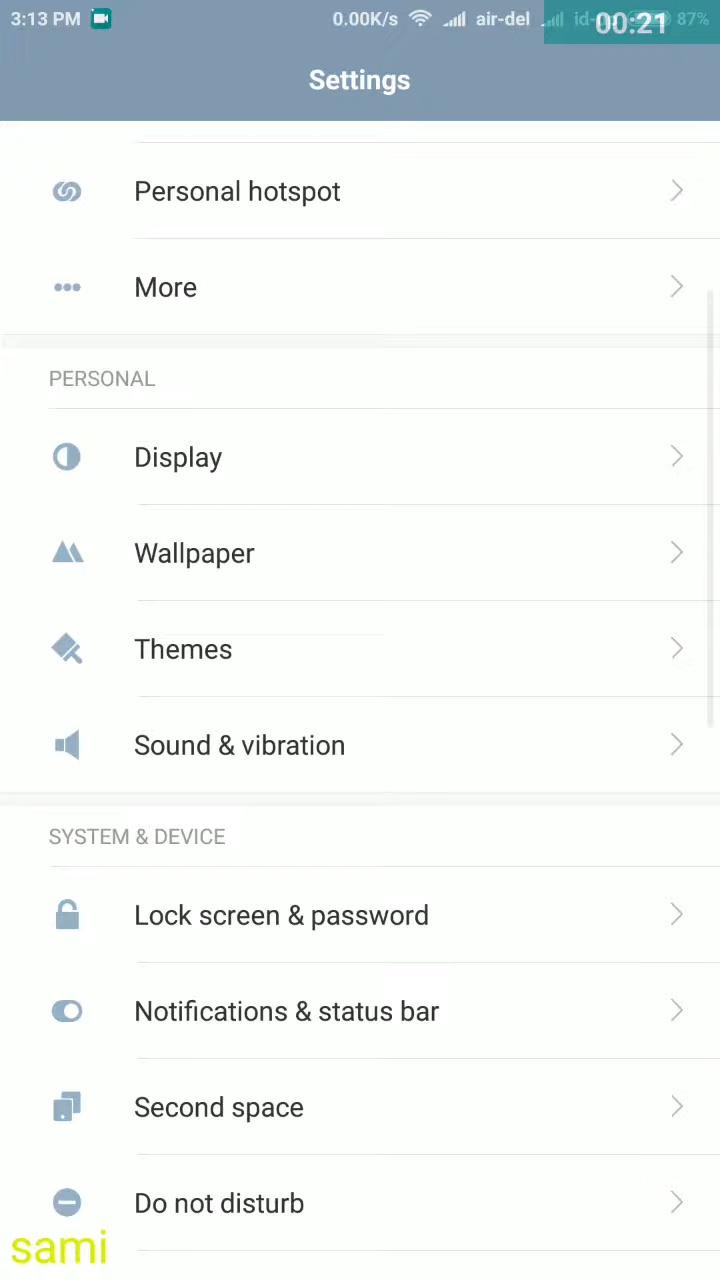 3:13 PM 0.00K/s air-del 87%
00:21
Settings
Personal hotspot
More
PERSONAL
Display
Wallpaper
Themes
Sound & vibration
SYSTEM & DEVICE
Lock screen & password
Notifications & status bar
Second space
Do not disturb
sami